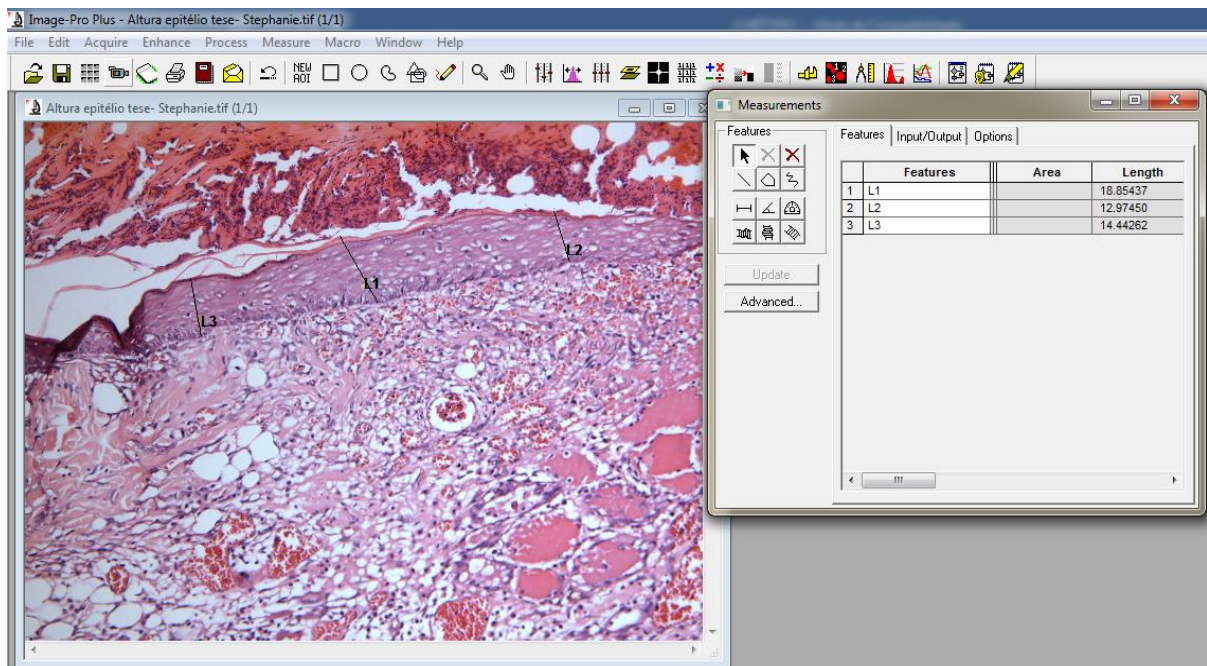 Image-Pro Plus - Altura epitélio tese- Stephanie.tif (1/1)
File Edit Acquire Enhance Process Measure Macro Window Help
NEW
AOI
Altura epitélio tese- Stephanie.tif (1/1)
Measurements
Features
Features Input/Output Options
Features Area Length
1 L1 18.85437
2 L2 12.97450
3 L3 14.44262
Update
Advanced...
L2
L1
L3